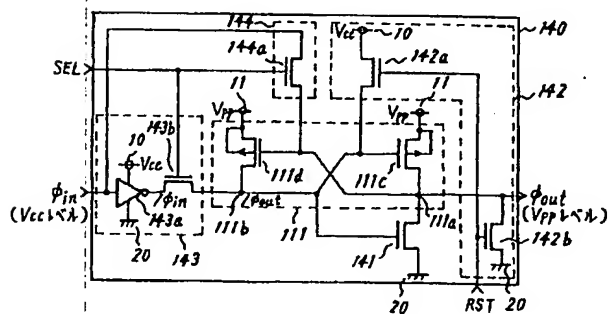 144
144a
Vcc
10
142a
140
SEL
142
11
Vpp
11
Vpp
10
143b
Vcc
111d
111c
φin
(Vccレベル)
φin
φout
φout
(Vppレベル)
143a
111b
111
111a
142b
20
143
141
20
RST
20